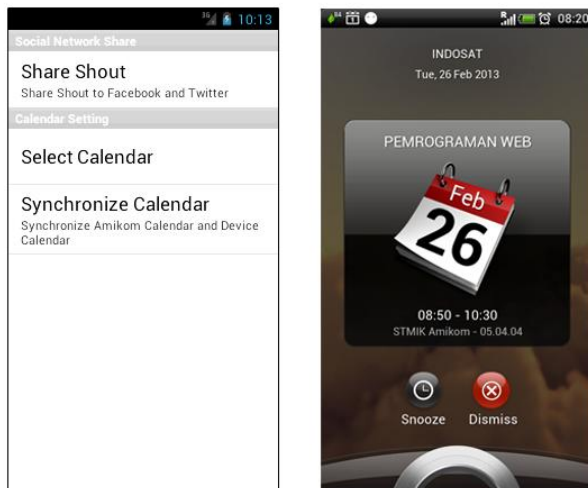 3G 10:13
Social Network Share
Share Shout
Share Shout to Facebook and Twitter
Calendar Setting
Select Calendar
Synchronize Calendar
Synchronize Amikom Calendar and Device
Calendar
R 08:20
INDOSAT
Tue, 26 Feb 2013
PEMROGRAMAN WEB
Feb
26
08:50 - 10:30
STMIK Amikom - 05.04.04
Snooze Dismiss